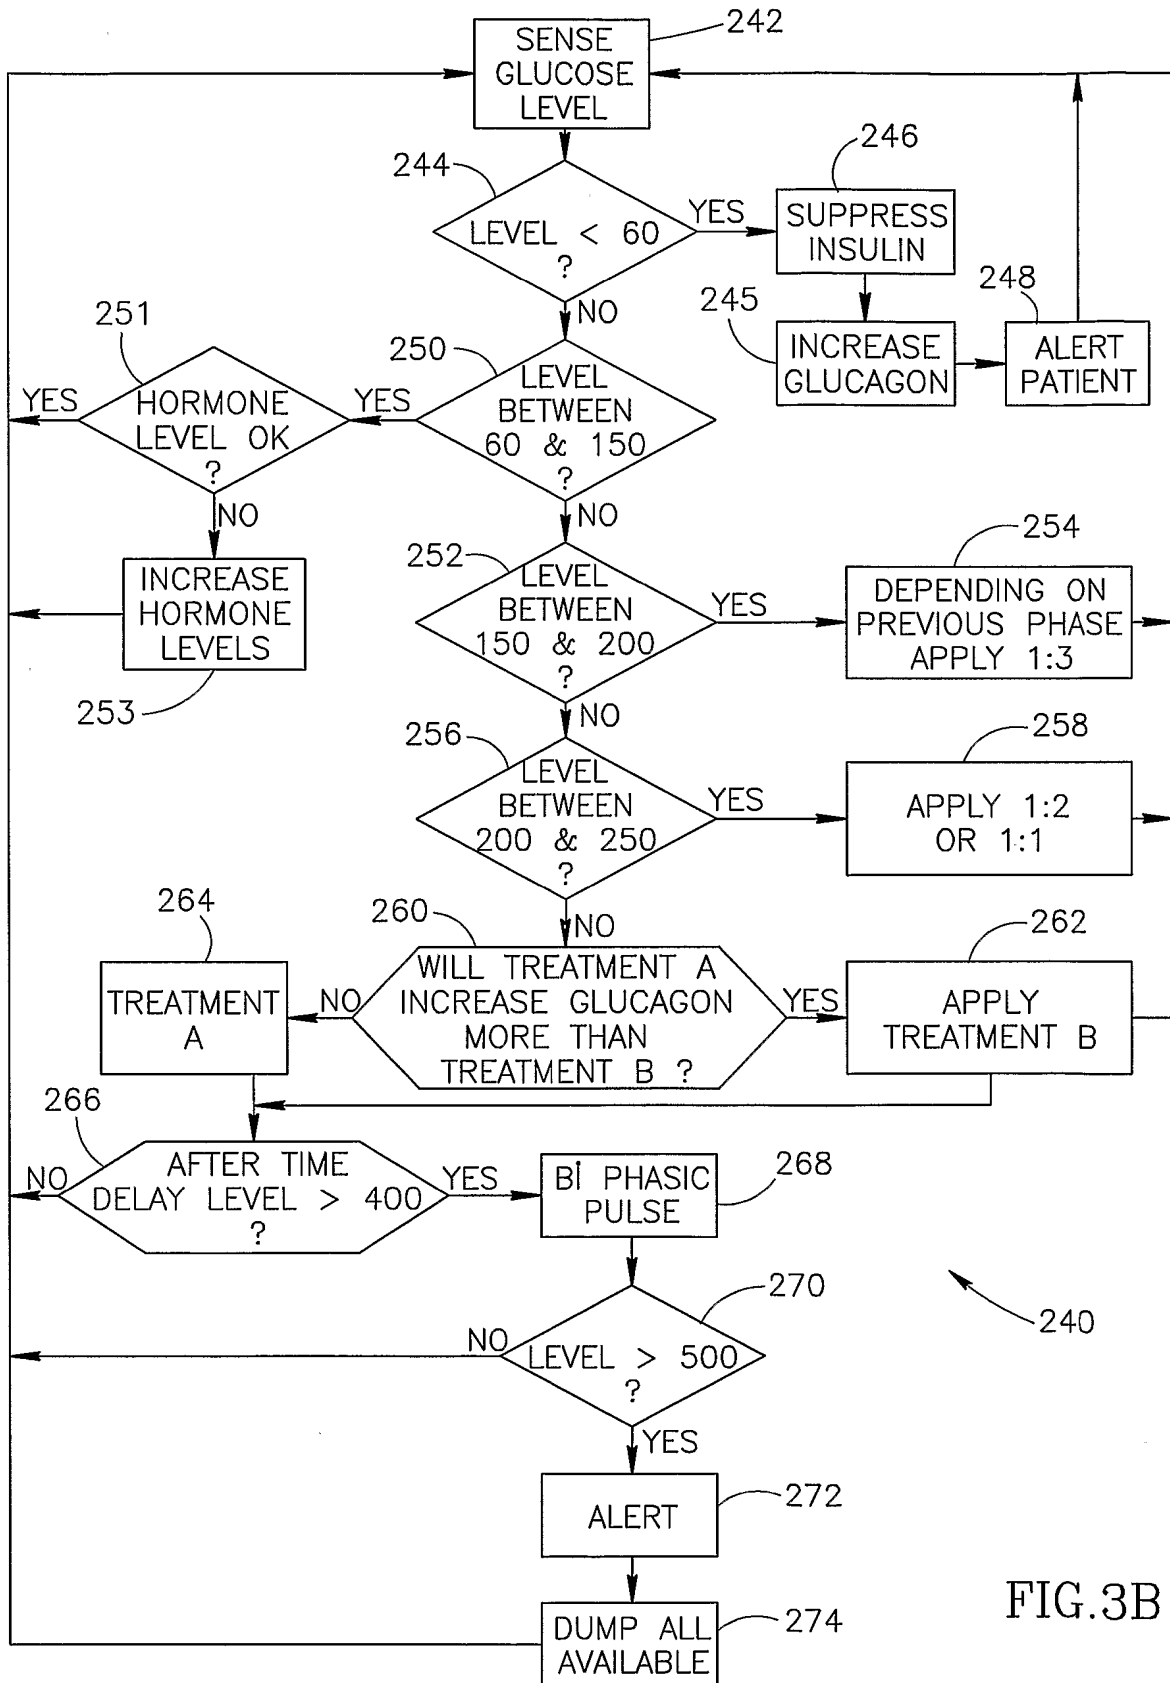 242
SENSE
GLUCOSE
LEVEL
244
LEVEL < 60
?
YES
246
SUPPRESS
INSULIN
NO
245
INCREASE
GLUCAGON
248
ALERT
PATIENT
251
HORMONE
LEVEL OK
?
YES
YES
250
LEVEL
BETWEEN
60 & 150
?
NO
NO
253
INCREASE
HORMONE
LEVELS
252
LEVEL
BETWEEN
150 & 200
?
YES
254
DEPENDING ON
PREVIOUS PHASE
APPLY 1:3
NO
256
LEVEL
BETWEEN
200 & 250
?
YES
258
APPLY 1:2
OR 1:1
NO
260
WILL TREATMENT A
INCREASE GLUCAGON
MORE THAN
TREATMENT B ?
NO
264
TREATMENT
A
YES
262
APPLY
TREATMENT B
266
AFTER TIME
DELAY LEVEL > 400
?
NO
YES
268
BI PHASIC
PULSE
270
LEVEL > 500
?
NO
240
YES
272
ALERT
274
DUMP ALL
AVAILABLE
FIG.3B